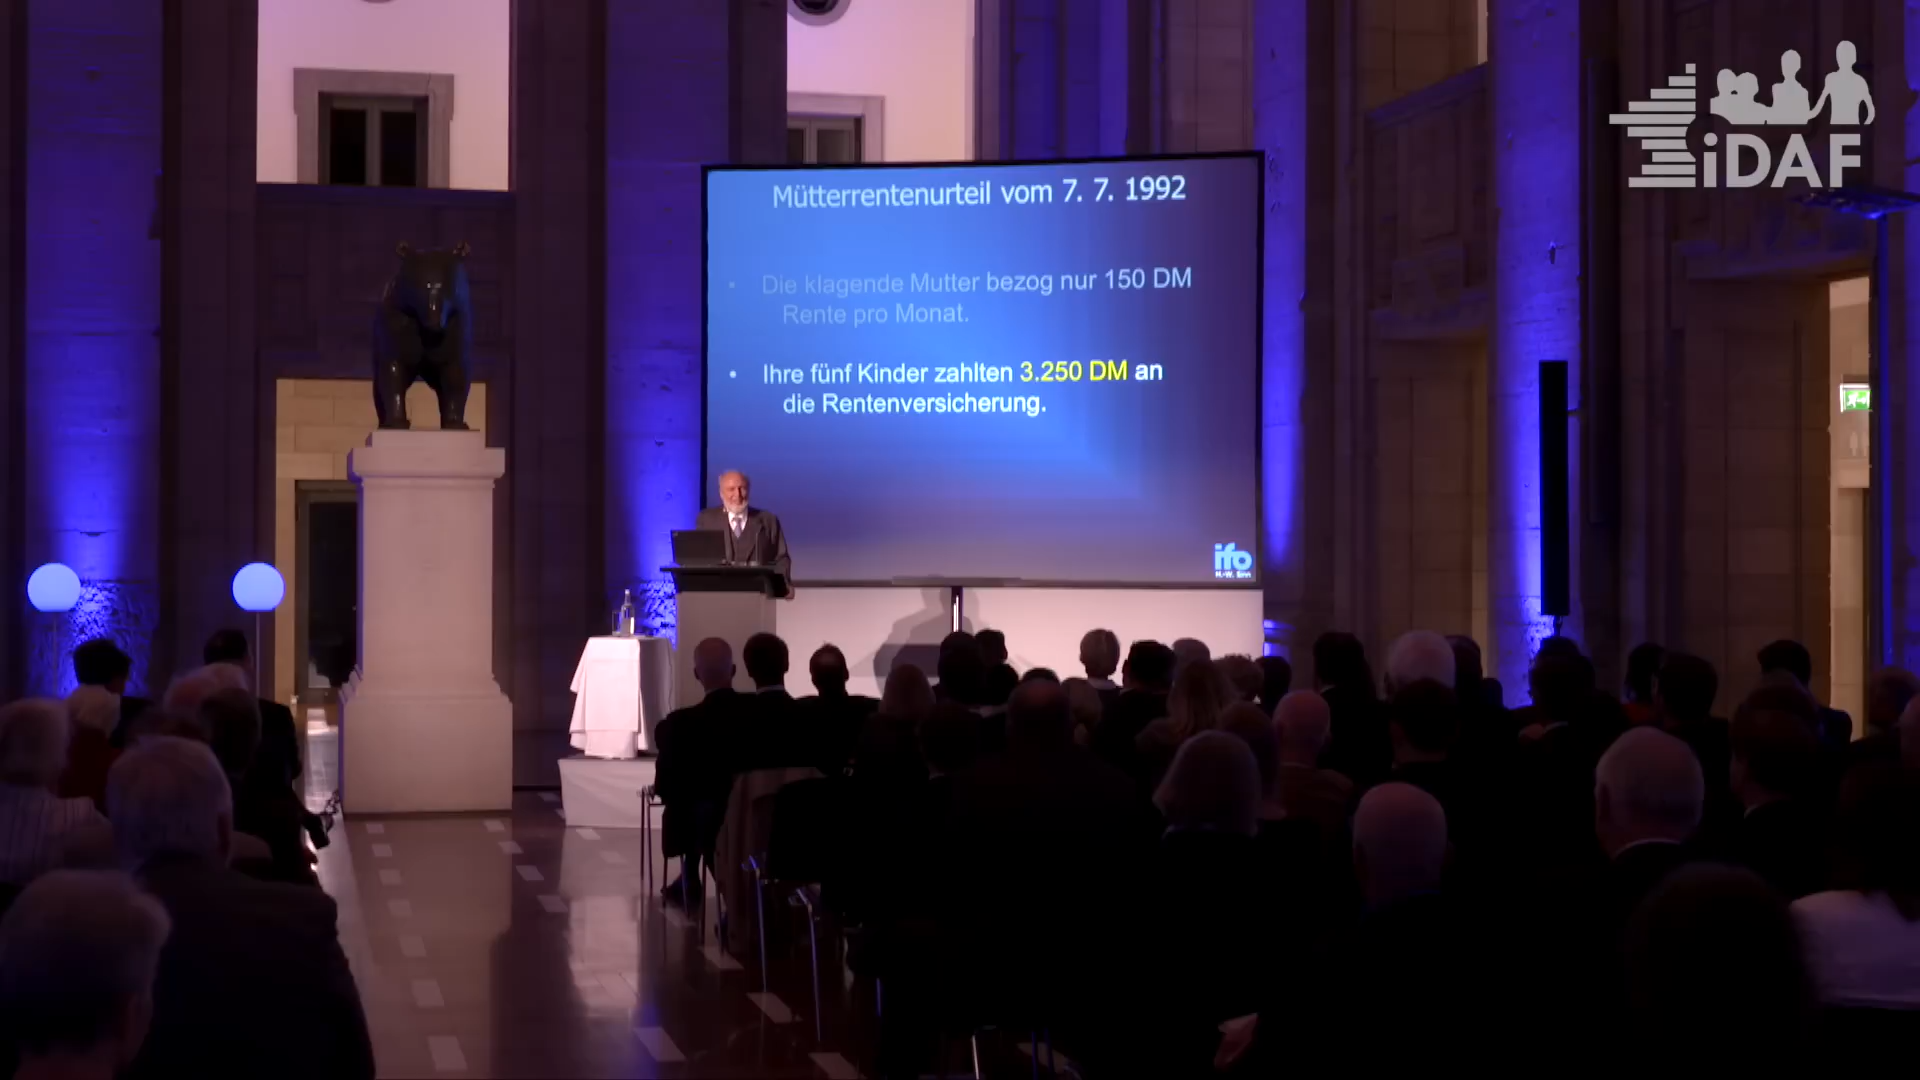 iDAF
Mütterrentenurteil vom 7. 7. 1992
• Die klagende Mutter bezog nur 150 DM
Rente pro Monat.
• Ihre fünf Kinder zahlten 3.250 DM an
die Rentenversicherung.
ifo
H.-W. Sinn